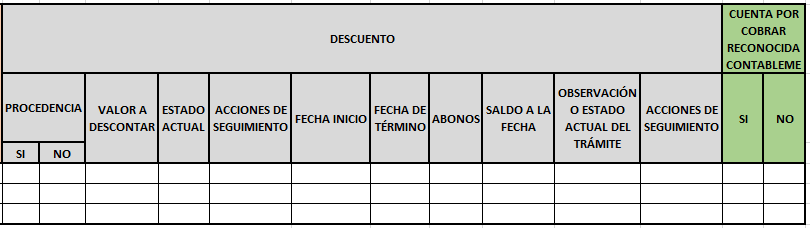 DESCUENTO
CUENTA POR
COBRAR
RECONOCIDA
CONTABLEME
PROCEDENCIA
SI
NO
VALOR A
DESCONTAR
ESTADO
ACTUAL
ACCIONES DE
SEGUIMIENTO
FECHA INICIO
FECHA DE
TÉRMINO
ABONOS
SALDO A LA
FECHA
OBSERVACIÓN
O ESTADO
ACTUAL DEL
TRÁMITE
ACCIONES DE
SEGUIMIENTO
SI
NO